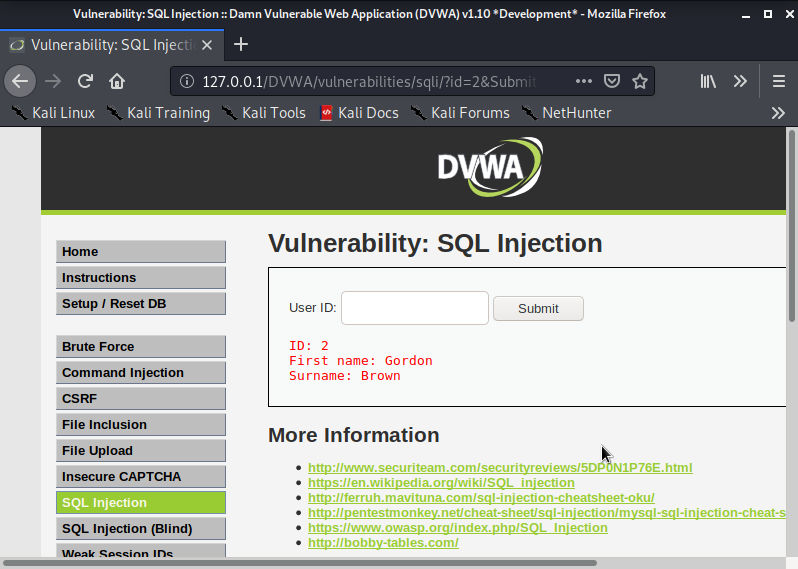 Vulnerability: SQL Injection :: Damn Vulnerable Web Application (DVWA) v1.10 *Development* - Mozilla Firefox
Vulnerability: SQL Injecti
127.0.0.1/DVWA/vulnerabilities/sqli/?id=2&Submit
Kali Linux Kali Training Kali Tools Kali Docs Kali Forums NetHunter
DVWA
Vulnerability: SQL Injection
Home
Instructions
Setup / Reset DB
Brute Force
Command Injection
CSRF
File Inclusion
File Upload
Insecure CAPTCHA
SQL Injection
SQL Injection (Blind)
Weak Session IDs
User ID: Submit
ID: 2
First name: Gordon
Surname: Brown
More Information
http://www.securiteam.com/securityreviews/5DP0N1P76E.html
https://en.wikipedia.org/wiki/SQL_injection
http://ferruh.mavituna.com/sql-injection-cheatsheet-oku/
http://pentestmonkey.net/cheat-sheet/sql-injection/mysql-sql-injection-cheat-s
https://www.owasp.org/index.php/SQL_Injection
http://bobby-tables.com/